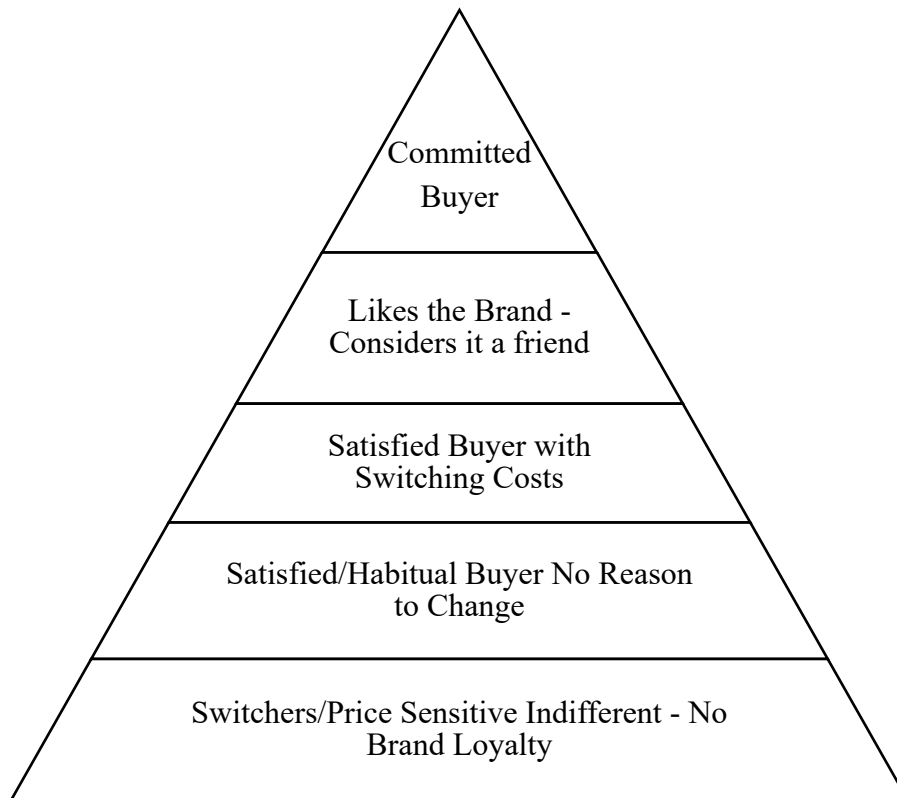 Committed
Buyer
Likes the Brand -
Considers it a friend
Satisfied Buyer with
Switching Costs
Satisfied/Habitual Buyer No Reason
to Change
Switchers/Price Sensitive Indifferent - No
Brand Loyalty